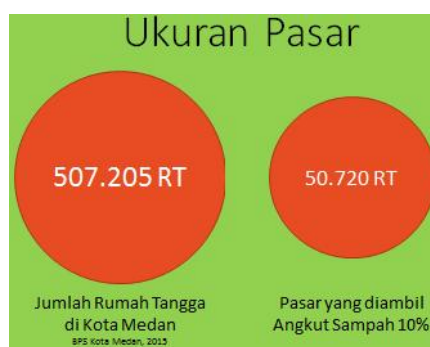 Ukuran Pasar
507.205 RT
50.720 RT
Jumlah Rumah Tangga
di Kota Medan
BPS Kota Medan, 2015
Pasar yang diambil
Angkut Sampah 10%